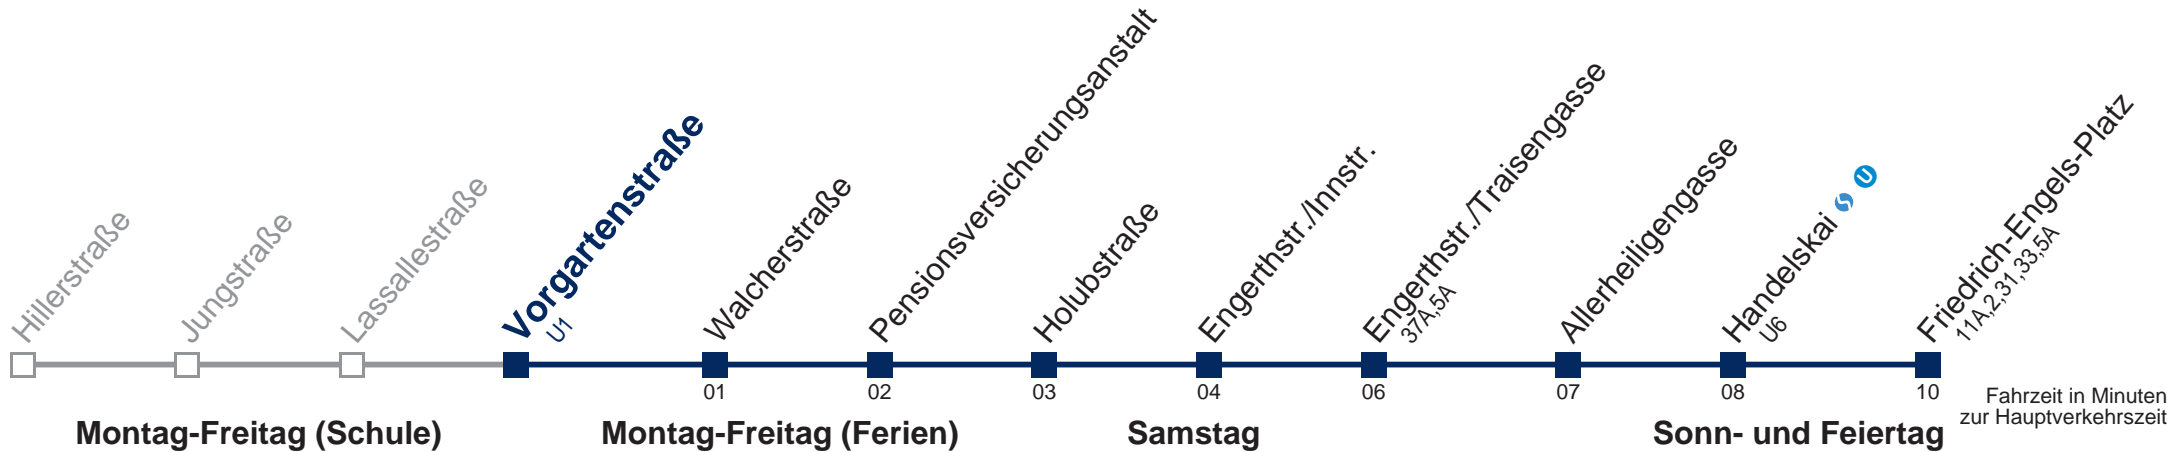 Hillerstraße
Jungstraße
Lassallestraße
Vorgartenstraße
U1
Walcherstraße
Pensionsversicherungsanstalt
Holubstraße
Engerthstr./Innstr.
Engerthstr./Traisengasse
37A,5A
Allerheiligengasse
Handelskai S U
U6
Friedrich-Engels-Platz
11A,2,31,33,5A
01 02 03 04 06 07 08 10
Fahrzeit in Minuten
zur Hauptverkehrszeit
Montag-Freitag (Schule) Montag-Freitag (Ferien) Samstag Sonn- und Feiertag